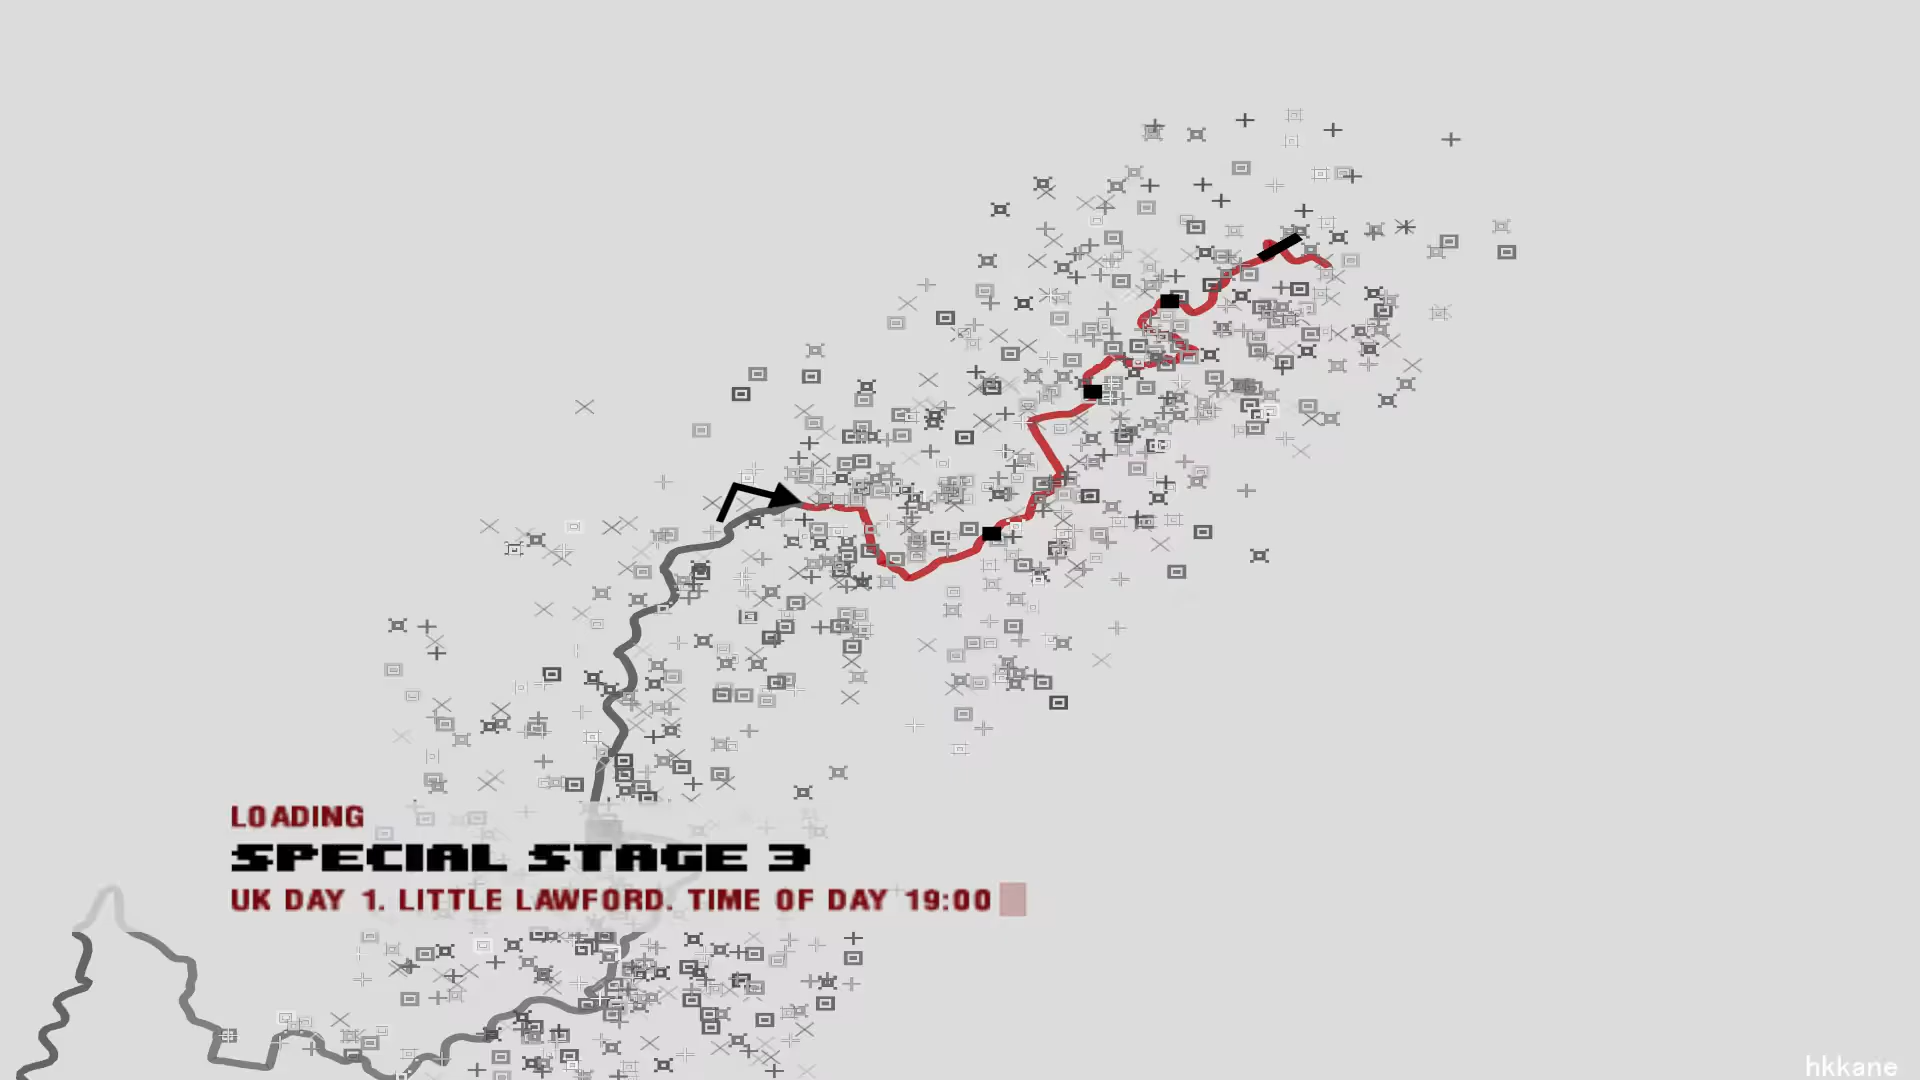 LOADING
SPECIAL STAGE 3
UK DAY 1. LITTLE LAWFORD. TIME OF DAY 19:00
hkkane